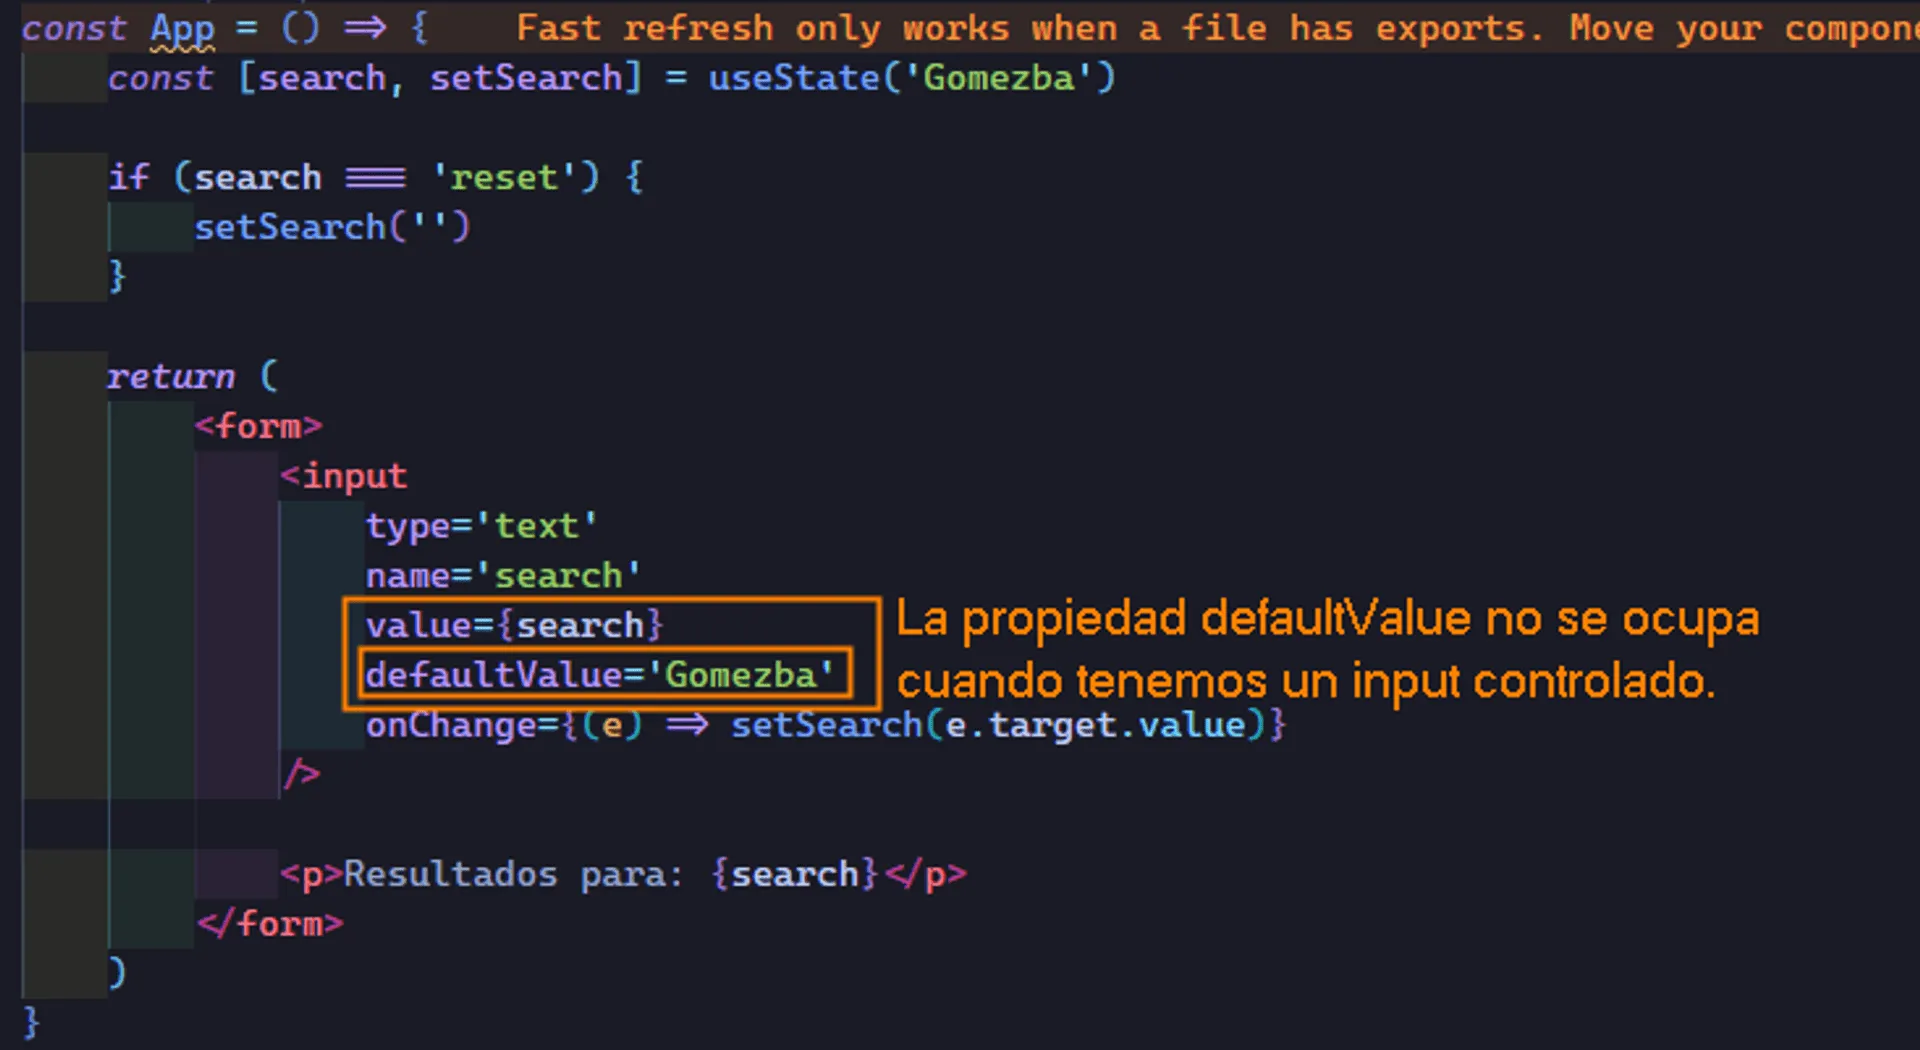 const App = () => {    Fast refresh only works when a file has exports. Move your compone
const [search, setSearch] = useState('Gomezba')
if (search === 'reset') {
setSearch('')
}
return (
<form>
<input
type='text'
name='search'
value={search}
defaultValue='Gomezba'
La propiedad defaultValue no se ocupa
cuando tenemos un input controlado.
onChange={(e) => setSearch(e.target.value)}
/>
<p>Resultados para: {search}</p>
</form>
)
}